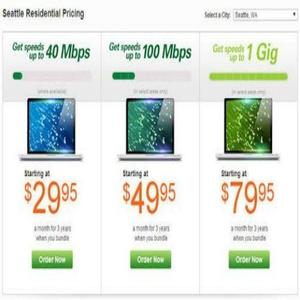 Seattle Residential Pricing
Select a City: Seattle, WA
Get speeds up to 40 Mbps
(where available)
Starting at
$29.95
a month for 3 years
when you bundle
Order Now
Get speeds up to 100 Mbps
(in select areas only)
Starting at
$49.95
a month for 3 years
when you bundle
Order Now
Get speeds up to 1 Gig
(in select areas only)
Starting at
$79.95
a month for 3 years
when you bundle
Order Now